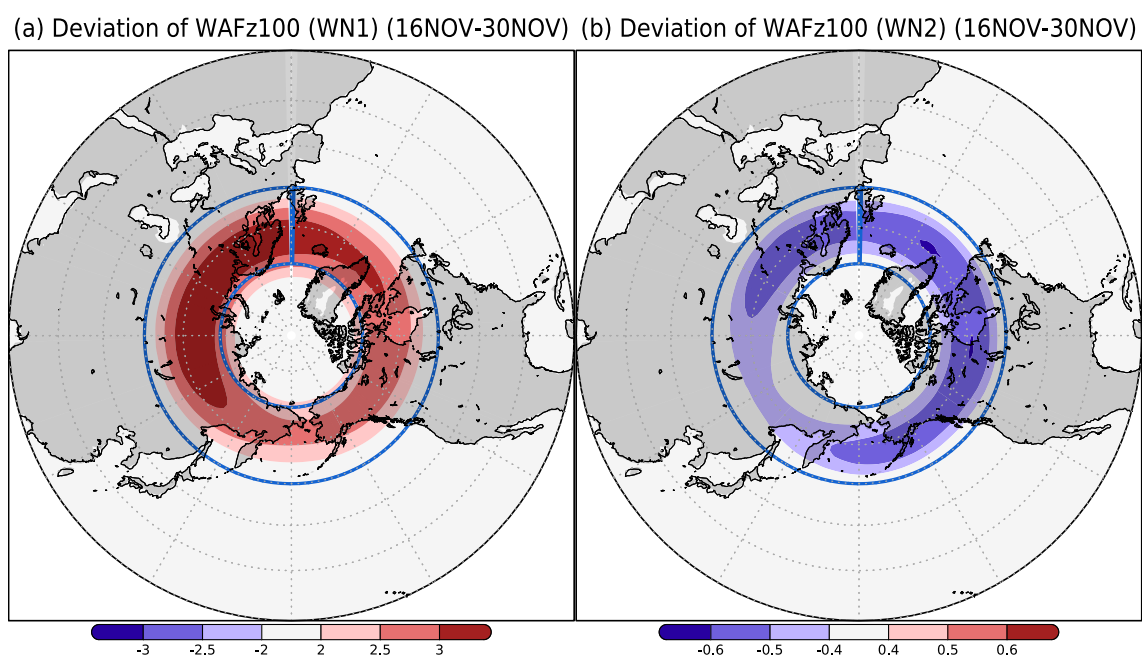 (a) Deviation of WAFz100 (WN1) (16NOV-30NOV)
(b) Deviation of WAFz100 (WN2) (16NOV-30NOV)
-3 -2.5 -2 2 2.5 3
-0.6 -0.5 -0.4 0.4 0.5 0.6